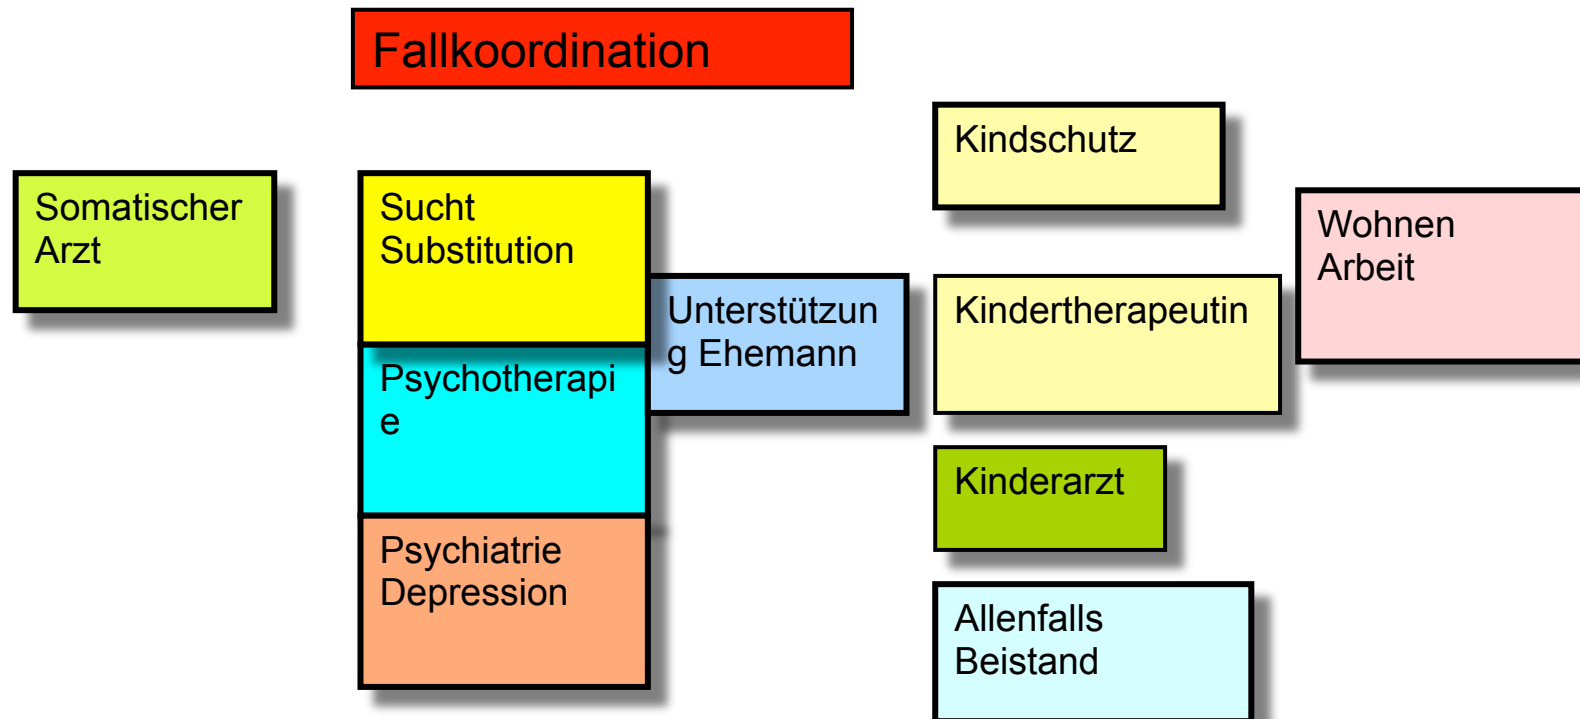 Fallkoordination
Somatischer
Arzt
Sucht
Substitution
Psychotherapi
e
Psychiatrie
Depression
Unterstützun
g Ehemann
Kindschutz
Kindertherapeutin
Kinderarzt
Allenfalls
Beistand
Wohnen
Arbeit